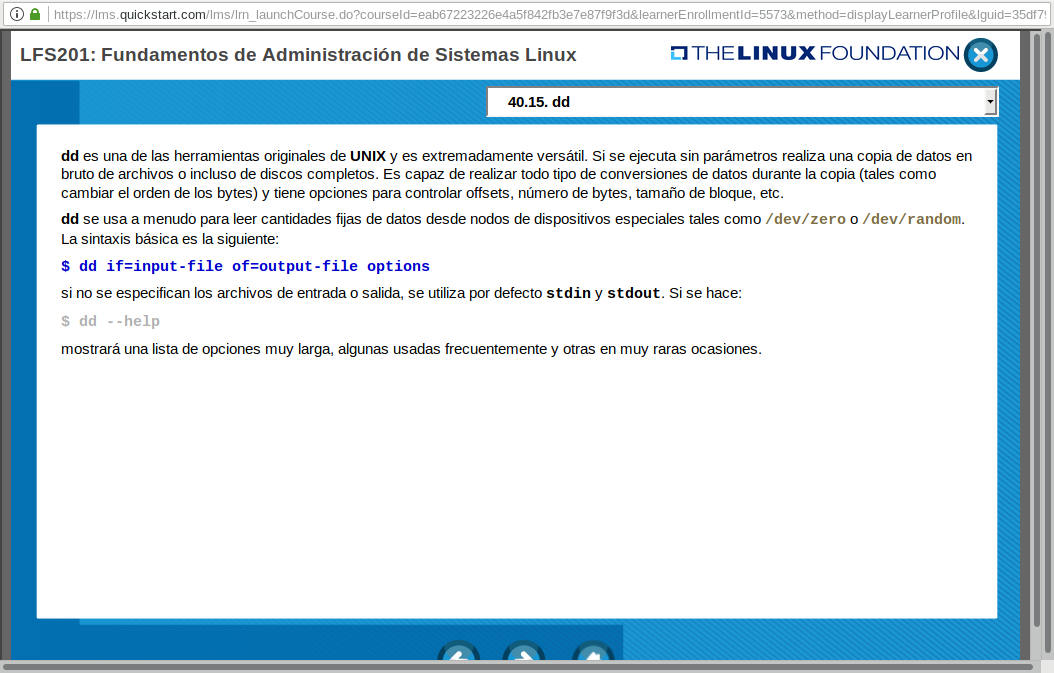 https://lms.quickstart.com/lms/lrn_launchCourse.do?courseId=eab67223226e4a5f842fb3e7e87f9f3d&learnerEnrollmentId=5573&method=displayLearnerProfile&lguid=35df79
LFS201: Fundamentos de Administración de Sistemas Linux
THE LINUX FOUNDATION
40.15. dd
dd es una de las herramientas originales de UNIX y es extremadamente versátil. Si se ejecuta sin parámetros realiza una copia de datos en
bruto de archivos o incluso de discos completos. Es capaz de realizar todo tipo de conversiones de datos durante la copia (tales como
cambiar el orden de los bytes) y tiene opciones para controlar offsets, número de bytes, tamaño de bloque, etc.
dd se usa a menudo para leer cantidades fijas de datos desde nodos de dispositivos especiales tales como /dev/zero o /dev/random.
La sintaxis básica es la siguiente:
$ dd if=input-file of=output-file options
si no se especifican los archivos de entrada o salida, se utiliza por defecto stdin y stdout. Si se hace:
$ dd --help
mostrará una lista de opciones muy larga, algunas usadas frecuentemente y otras en muy raras ocasiones.